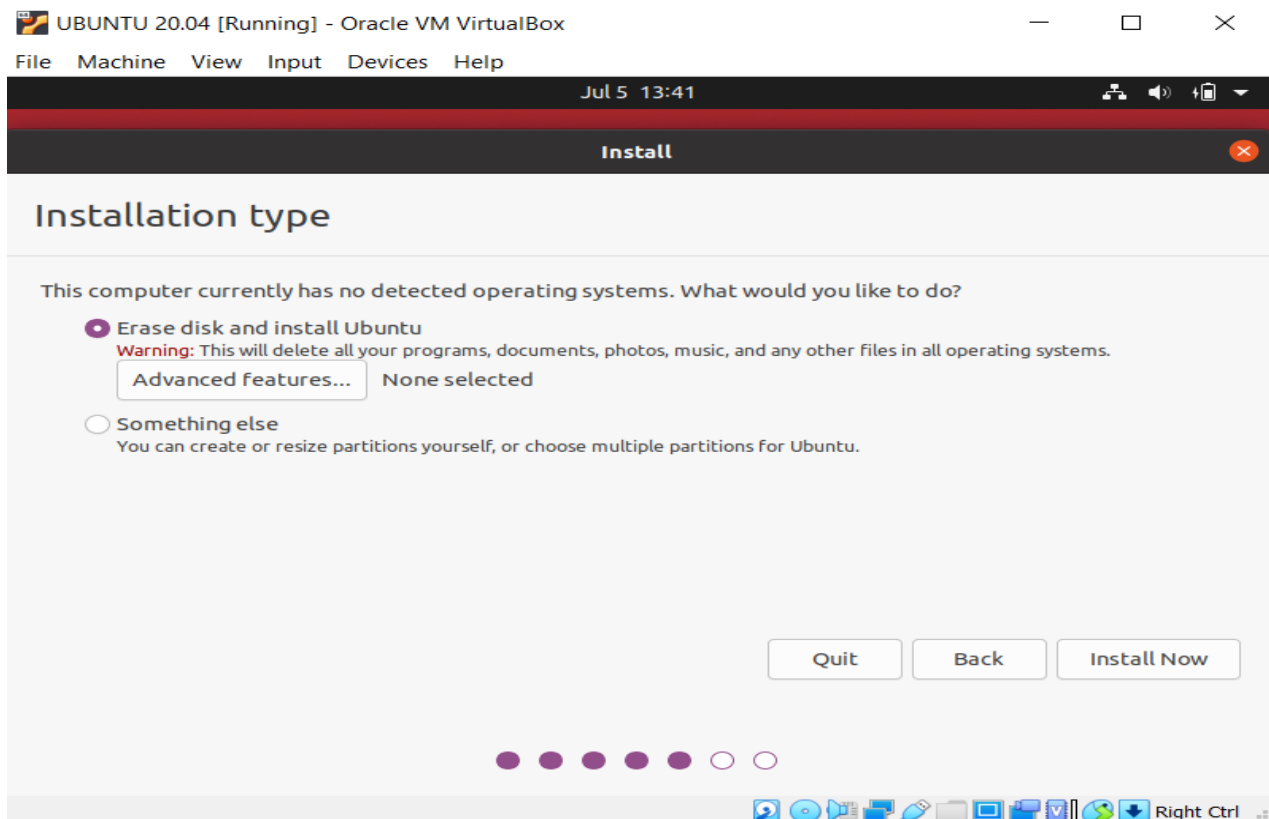 UBUNTU 20.04 [Running] - Oracle VM VirtualBox
File Machine View Input Devices Help
Jul 5 13:41
Install
Installation type
This computer currently has no detected operating systems. What would you like to do?
Erase disk and install Ubuntu
Warning: This will delete all your programs, documents, photos, music, and any other files in all operating systems.
Advanced features... None selected
Something else
You can create or resize partitions yourself, or choose multiple partitions for Ubuntu.
Quit Back Install Now
Right Ctrl